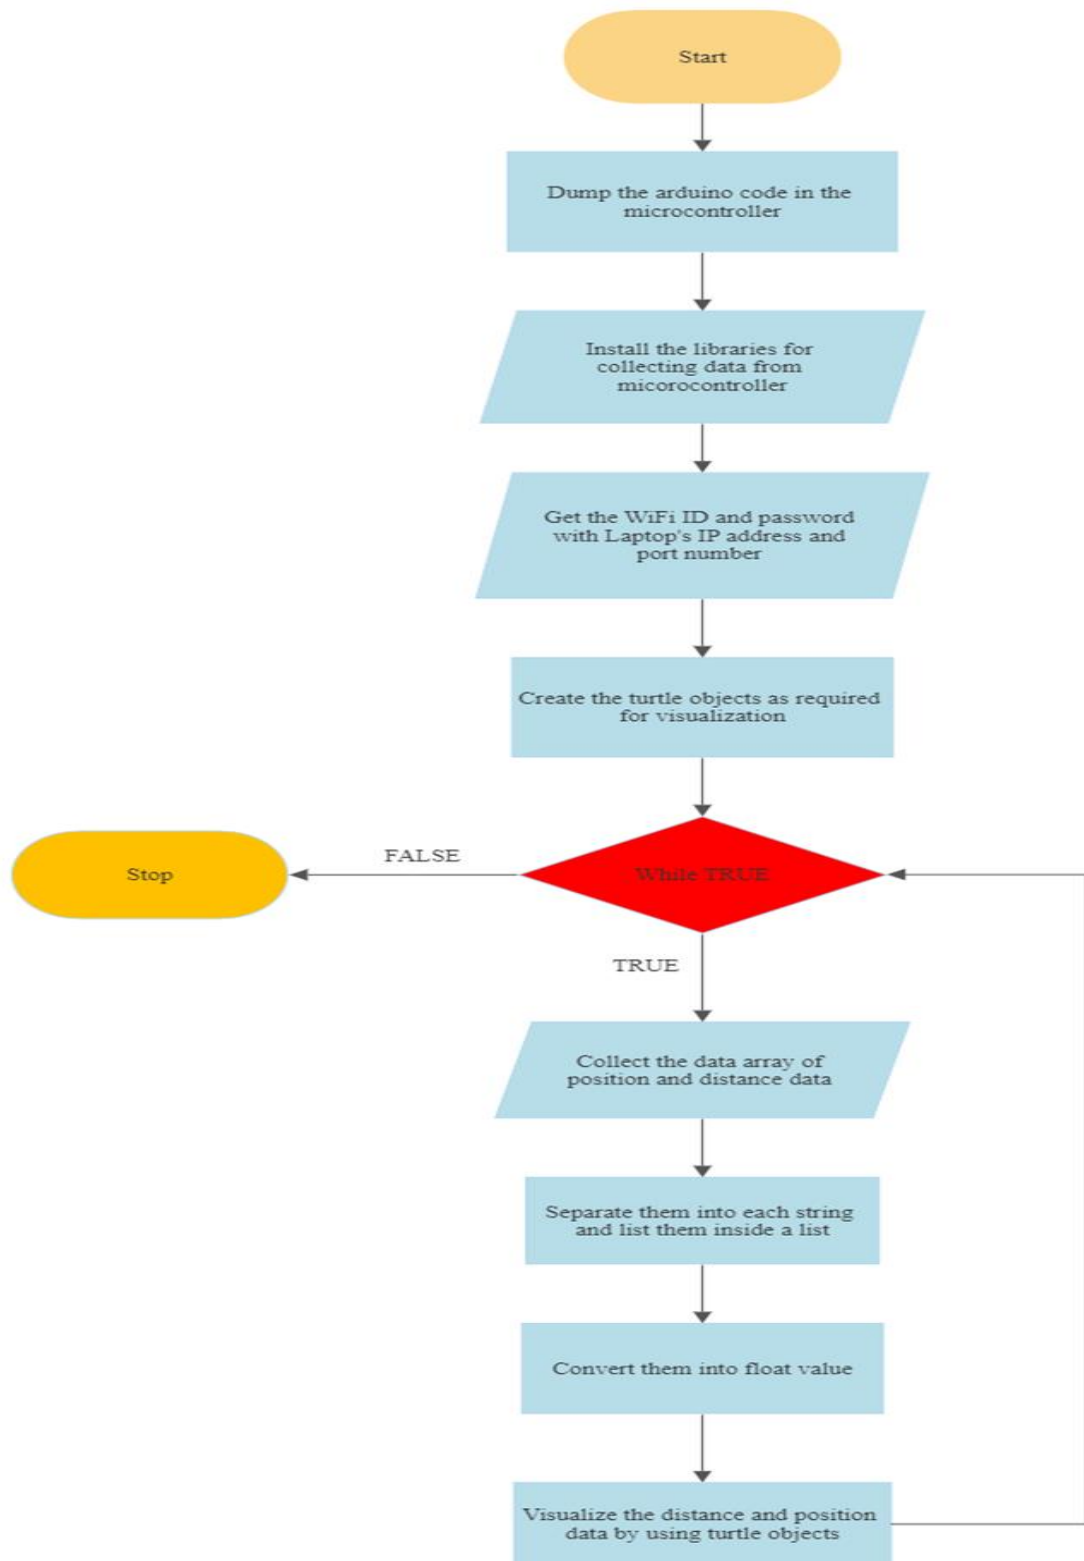 Start
Dump the arduino code in the
microcontroller
Install the libraries for
collecting data from
micorocontroller
Get the WiFi ID and password
with Laptop's IP address and
port number
Create the turtle objects as required
for visualization
While TRUE
FALSE
Stop
TRUE
Collect the data array of
position and distance data
Separate them into each string
and list them inside a list
Convert them into float value
Visualize the distance and position
data by using turtle objects